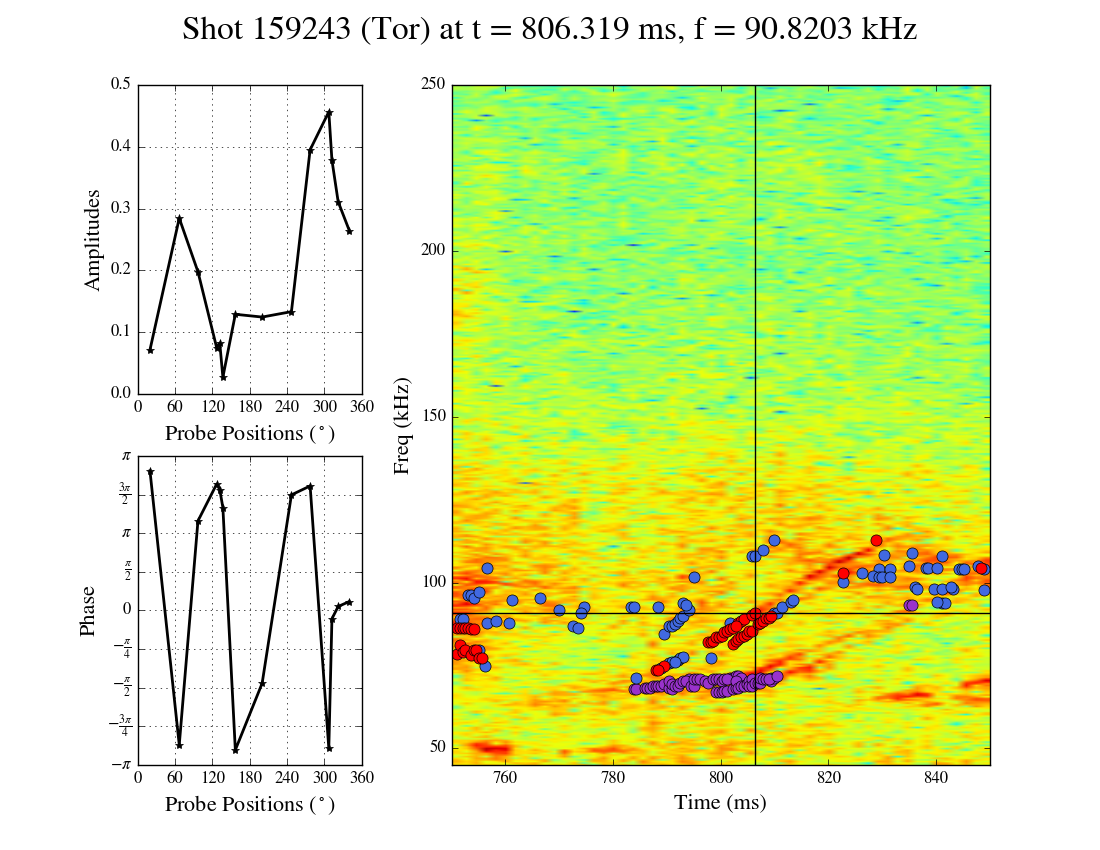 Shot 159243 (Tor) at t = 806.319 ms, f = 90.8203 kHz
0.5
0.4
0.3
0.2
0.1
0.0
Amplitudes
0 60 120 180 240 300 360
Probe Positions (°)
π
3π/2
π
π/2
0
−π/4
−π/2
−3π/4
−π
Phase
0 60 120 180 240 300 360
Probe Positions (°)
250
200
150
100
50
Freq (kHz)
760 780 800 820 840
Time (ms)